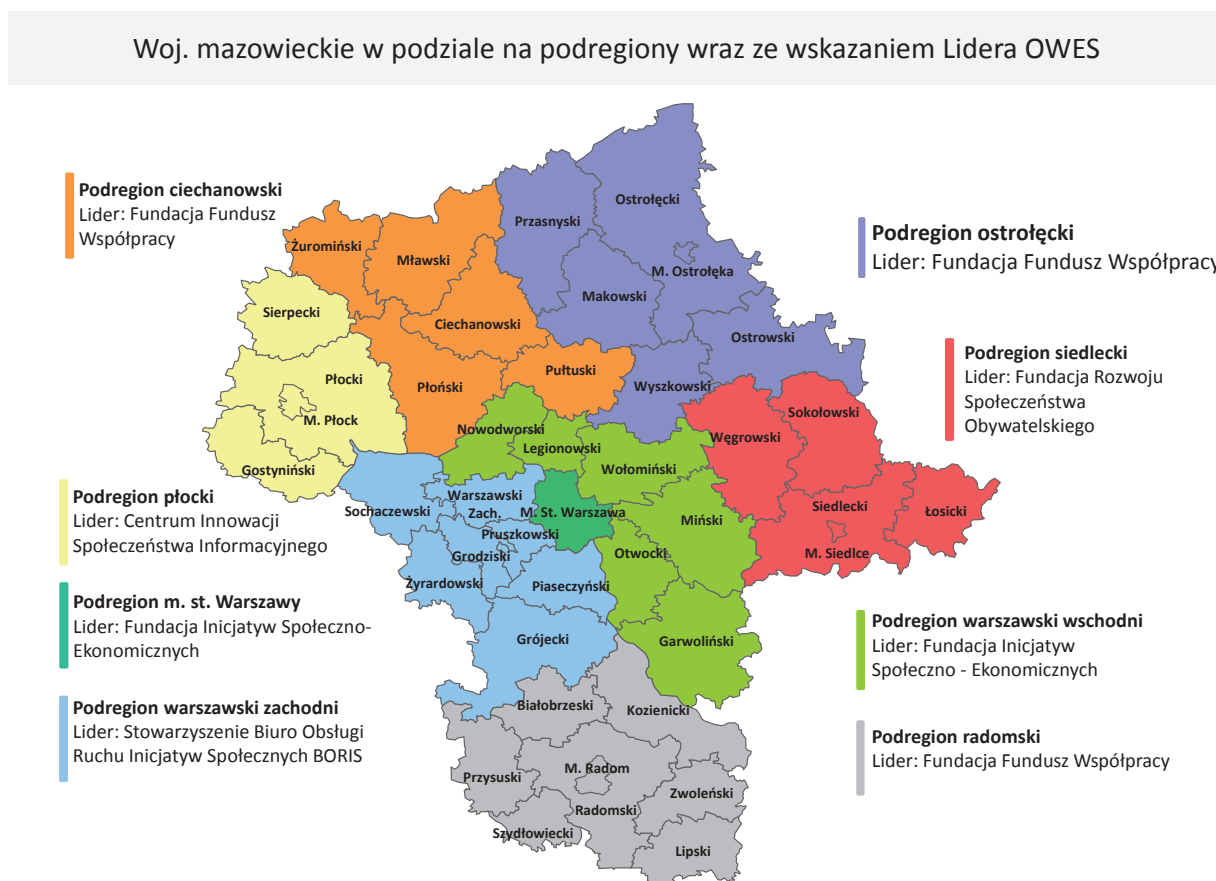 Woj. mazowieckie w podziale na podregiony wraz ze wskazaniem Lidera OWES
Podregion ciechanowski
Lider: Fundacja Fundusz
Współpracy
Podregion płocki
Lider: Centrum Innowacji
Społeczeństwa Informacyjnego
Podregion m. st. Warszawy
Lider: Fundacja Inicjatyw Społeczno-
Ekonomicznych
Podregion warszawski zachodni
Lider: Stowarzyszenie Biuro Obsługi
Ruchu Inicjatyw Społecznych BORIS
Podregion ostrołęcki
Lider: Fundacja Fundusz Współpracy
Podregion siedlecki
Lider: Fundacja Rozwoju
Społeczeństwa
Obywatelskiego
Podregion warszawski wschodni
Lider: Fundacja Inicjatyw
Społeczno - Ekonomicznych
Podregion radomski
Lider: Fundacja Fundusz Współpracy
Ostrołęcki
Przasnyski
Żuromiński
Mławski
M. Ostrołęka
Makowski
Sierpecki
Ciechanowski
Ostrowski
Płocki
Płoński
Pułtuski
Wyszkowski
M. Płock
Sokołowski
Nowodworski
Węgrowski
Legionowski
Gostyniński
Wołomiński
Warszawski
Zach.
Sochaczewski
M. St. Warszawa
Miński
Siedlecki
Łosicki
Pruszkowski
Grodziski
Otwocki
M. Siedlce
Żyrardowski
Piaseczyński
Grójecki
Garwoliński
Białobrzeski
Kozienicki
M. Radom
Przysuski
Zwoleński
Radomski
Szydłowiecki
Lipski